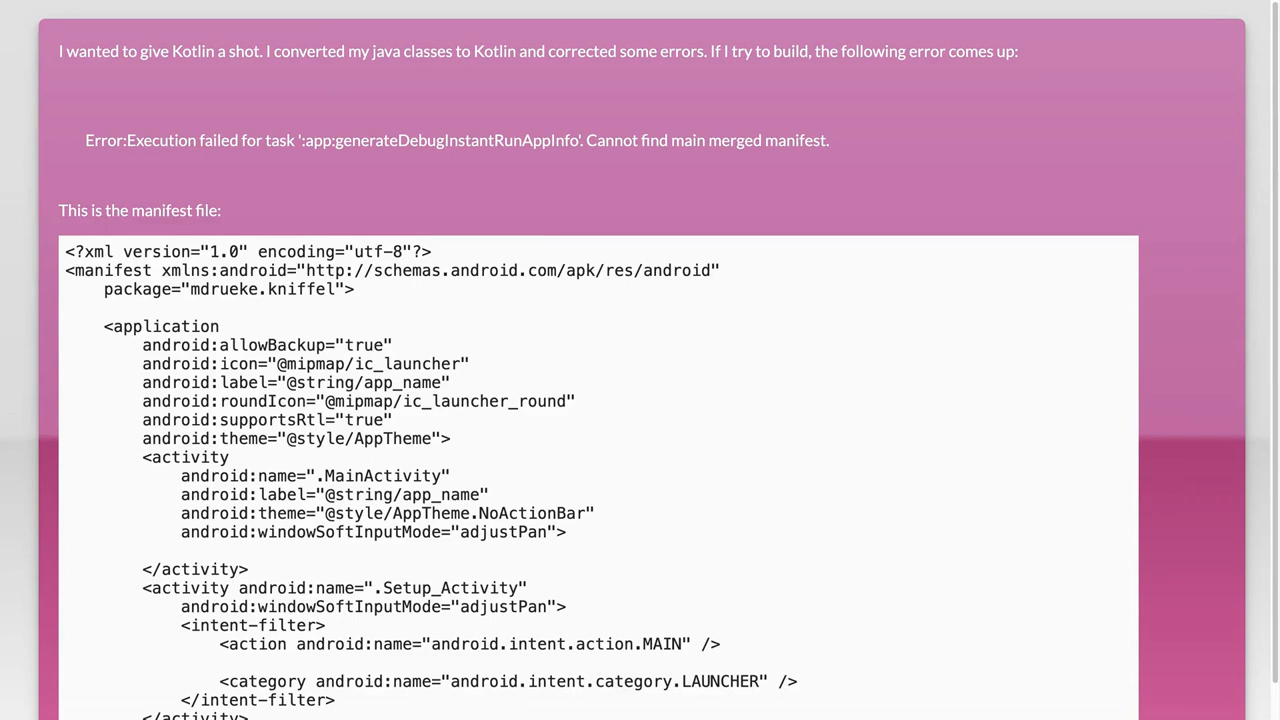 I wanted to give Kotlin a shot. I converted my java classes to Kotlin and corrected some errors. If I try to build, the following error comes up:
Error:Execution failed for task ':app:generateDebugInstantRunAppInfo'. Cannot find main merged manifest.
This is the manifest file:
<?xml version="1.0" encoding="utf-8"?>
<manifest xmlns:android="http://schemas.android.com/apk/res/android"
    package="mdrueke.kniffel">
    <application
        android:allowBackup="true"
        android:icon="@mipmap/ic_launcher"
        android:label="@string/app_name"
        android:roundIcon="@mipmap/ic_launcher_round"
        android:supportsRtl="true"
        android:theme="@style/AppTheme">
        <activity
            android:name=".MainActivity"
            android:label="@string/app_name"
            android:theme="@style/AppTheme.NoActionBar"
            android:windowSoftInputMode="adjustPan">
        </activity>
        <activity android:name=".Setup_Activity"
            android:windowSoftInputMode="adjustPan">
            <intent-filter>
                <action android:name="android.intent.action.MAIN" />
                <category android:name="android.intent.category.LAUNCHER" />
            </intent-filter>
        </activity>